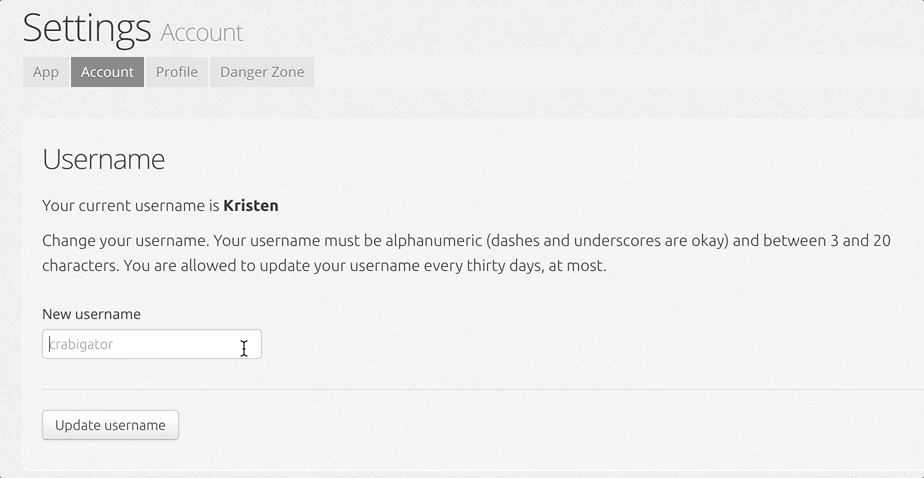 Settings Account
App Account Profile Danger Zone
Username
Your current username is Kristen
Change your username. Your username must be alphanumeric (dashes and underscores are okay) and between 3 and 20
characters. You are allowed to update your username every thirty days, at most.
New username
crabigator
Update username